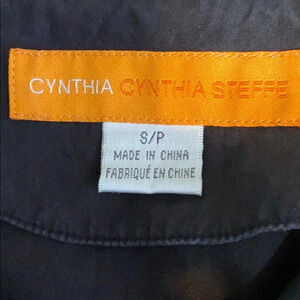 CYNTHIA CYNTHIA STEFFE
S/P
MADE IN CHINA
FABRIQUÉ EN CHINE